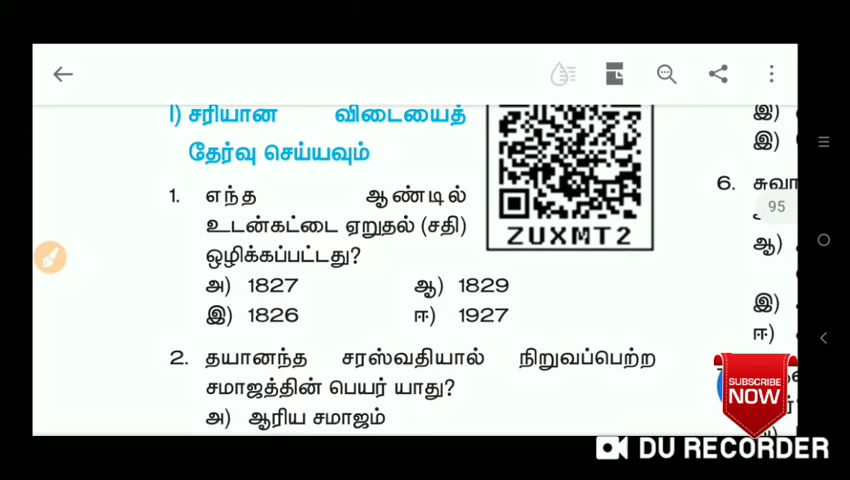 I) சரியான விடையைத்
தேர்வு செய்யவும்
ZUXMT2
1. எந்த ஆண்டில்
உடன்கட்டை ஏறுதல் (சதி)
ஒழிக்கப்பட்டது?
அ) 1827 ஆ) 1829
இ) 1826 ஈ) 1927
2. தயானந்த சரஸ்வதியால் நிறுவப்பெற்ற
சமாஜத்தின் பெயர் யாது?
அ) ஆரிய சமாஜம்
இ)
இ)
6. சுவா
95
ஆ)
இ)
ஈ)
SUBSCRIBE
NOW
DU RECORDER